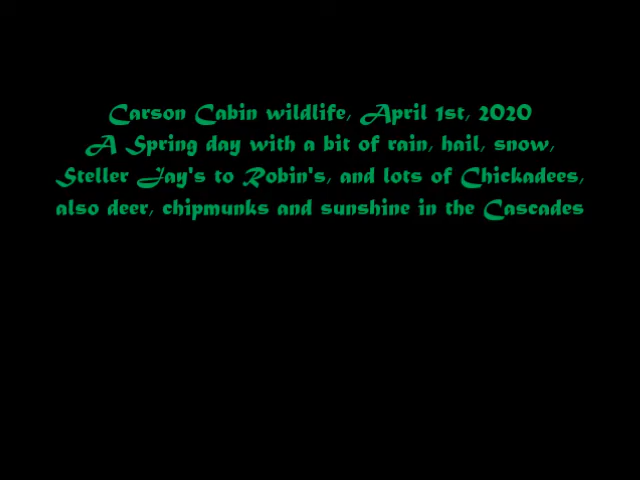 Carson Cabin wildlife, April 1st, 2020
A Spring day with a bit of rain, hail, snow,
Steller Jay's to Robin's, and lots of Chickadees,
also deer, chipmunks and sunshine in the Cascades